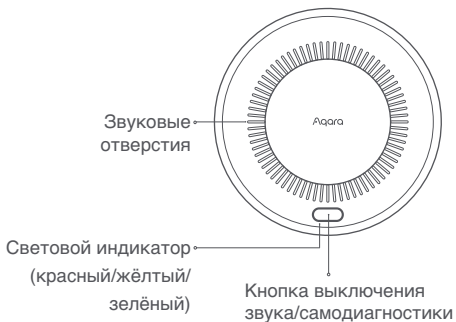 Aqara
Звуковые
отверстия
Световой индикатор
(красный/жёлтый/
зелёный)
Кнопка выключения
звука/самодиагностики